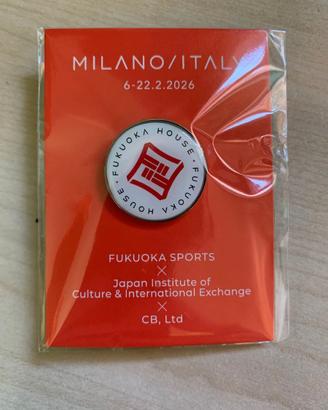 MILANO/ITALY
6-22.2.2026
FUKUOKA HOUSE · FUKUOKA HOUSE ·
FUKUOKA SPORTS
×
Japan Institute of
Culture & International Exchange
×
CB, Ltd